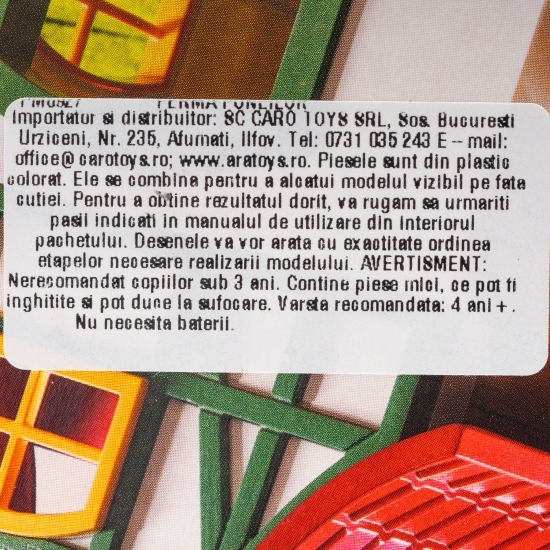 Importator si distribuitor: SC CARO TOYS SRL, Sos. Bucuresti
Urziceni, Nr. 235, Afumati, Ilfov. Tel: 0731 035 243 E - mail:
office@carotoys.ro; www.aratoys.ro. Piesele sunt din plastic
colorat. Ele se combina pentru a alcatui modelul vizibil pe fata
cutiei. Pentru a obtine rezultatul dorit, va rugam sa urmariti
pasii indicati in manualul de utilizare din interiorul
pachetului. Desenele va vor arata cu exactitate ordinea
etapelor necesare realizarii modelului. AVERTISMENT:
Nerecomandat copiilor sub 3 ani. Contine piese mici, ce pot fi
inghitite si pot duce la sufocare. Varsta recomandata: 4 ani + .
Nu necesita baterii.